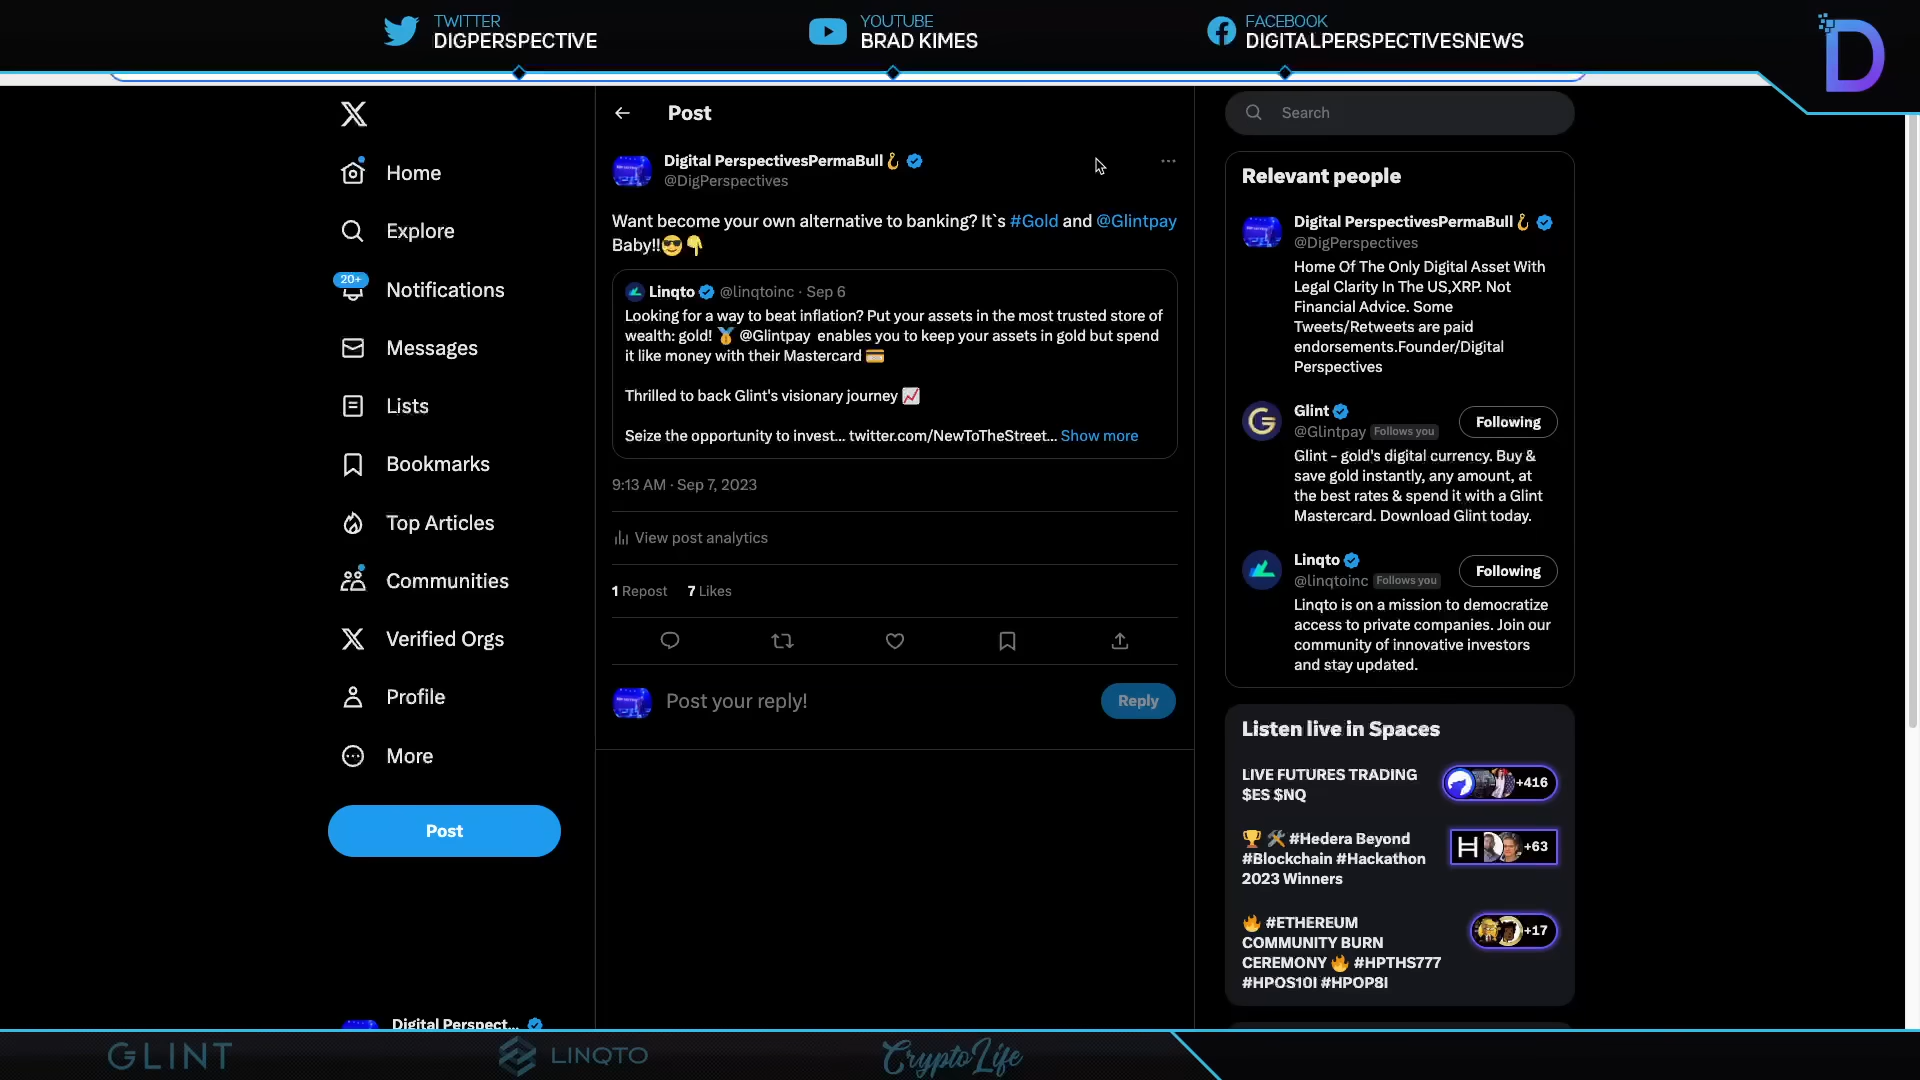 TWITTER
DIGPERSPECTIVE
YOUTUBE
BRAD KIMES
FACEBOOK
DIGITALPERSPECTIVESNEWS
D
Home
Explore
20+
Notifications
Messages
Lists
Bookmarks
Top Articles
Communities
Verified Orgs
Profile
More
Post
Digital Perspect...
Post
Digital PerspectivesPermaBull🪝
@DigPerspectives
Want become your own alternative to banking? It`s #Gold and @Glintpay
Baby!!😎👇
Linqto @linqtoinc · Sep 6
Looking for a way to beat inflation? Put your assets in the most trusted store of
wealth: gold! 🏅 @Glintpay enables you to keep your assets in gold but spend
it like money with their Mastercard 💳
Thrilled to back Glint's visionary journey 📈
Seize the opportunity to invest... twitter.com/NewToTheStreet... Show more
9:13 AM · Sep 7, 2023
View post analytics
1 Repost 7 Likes
Post your reply!
Reply
Search
Relevant people
Digital PerspectivesPermaBull🪝
@DigPerspectives
Home Of The Only Digital Asset With
Legal Clarity In The US,XRP. Not
Financial Advice. Some
Tweets/Retweets are paid
endorsements.Founder/Digital
Perspectives
Glint
@Glintpay Follows you
Following
Glint - gold's digital currency. Buy &
save gold instantly, any amount, at
the best rates & spend it with a Glint
Mastercard. Download Glint today.
Linqto
@linqtoinc Follows you
Following
Linqto is on a mission to democratize
access to private companies. Join our
community of innovative investors
and stay updated.
Listen live in Spaces
LIVE FUTURES TRADING
$ES $NQ
+416
🏆 🛠️ #Hedera Beyond
#Blockchain #Hackathon
2023 Winners
+63
🔥 #ETHEREUM
COMMUNITY BURN
CEREMONY 🔥 #HPTHS777
#HPOS10I #HPOP8I
+17
GLINT
LINQTO
CryptoLife